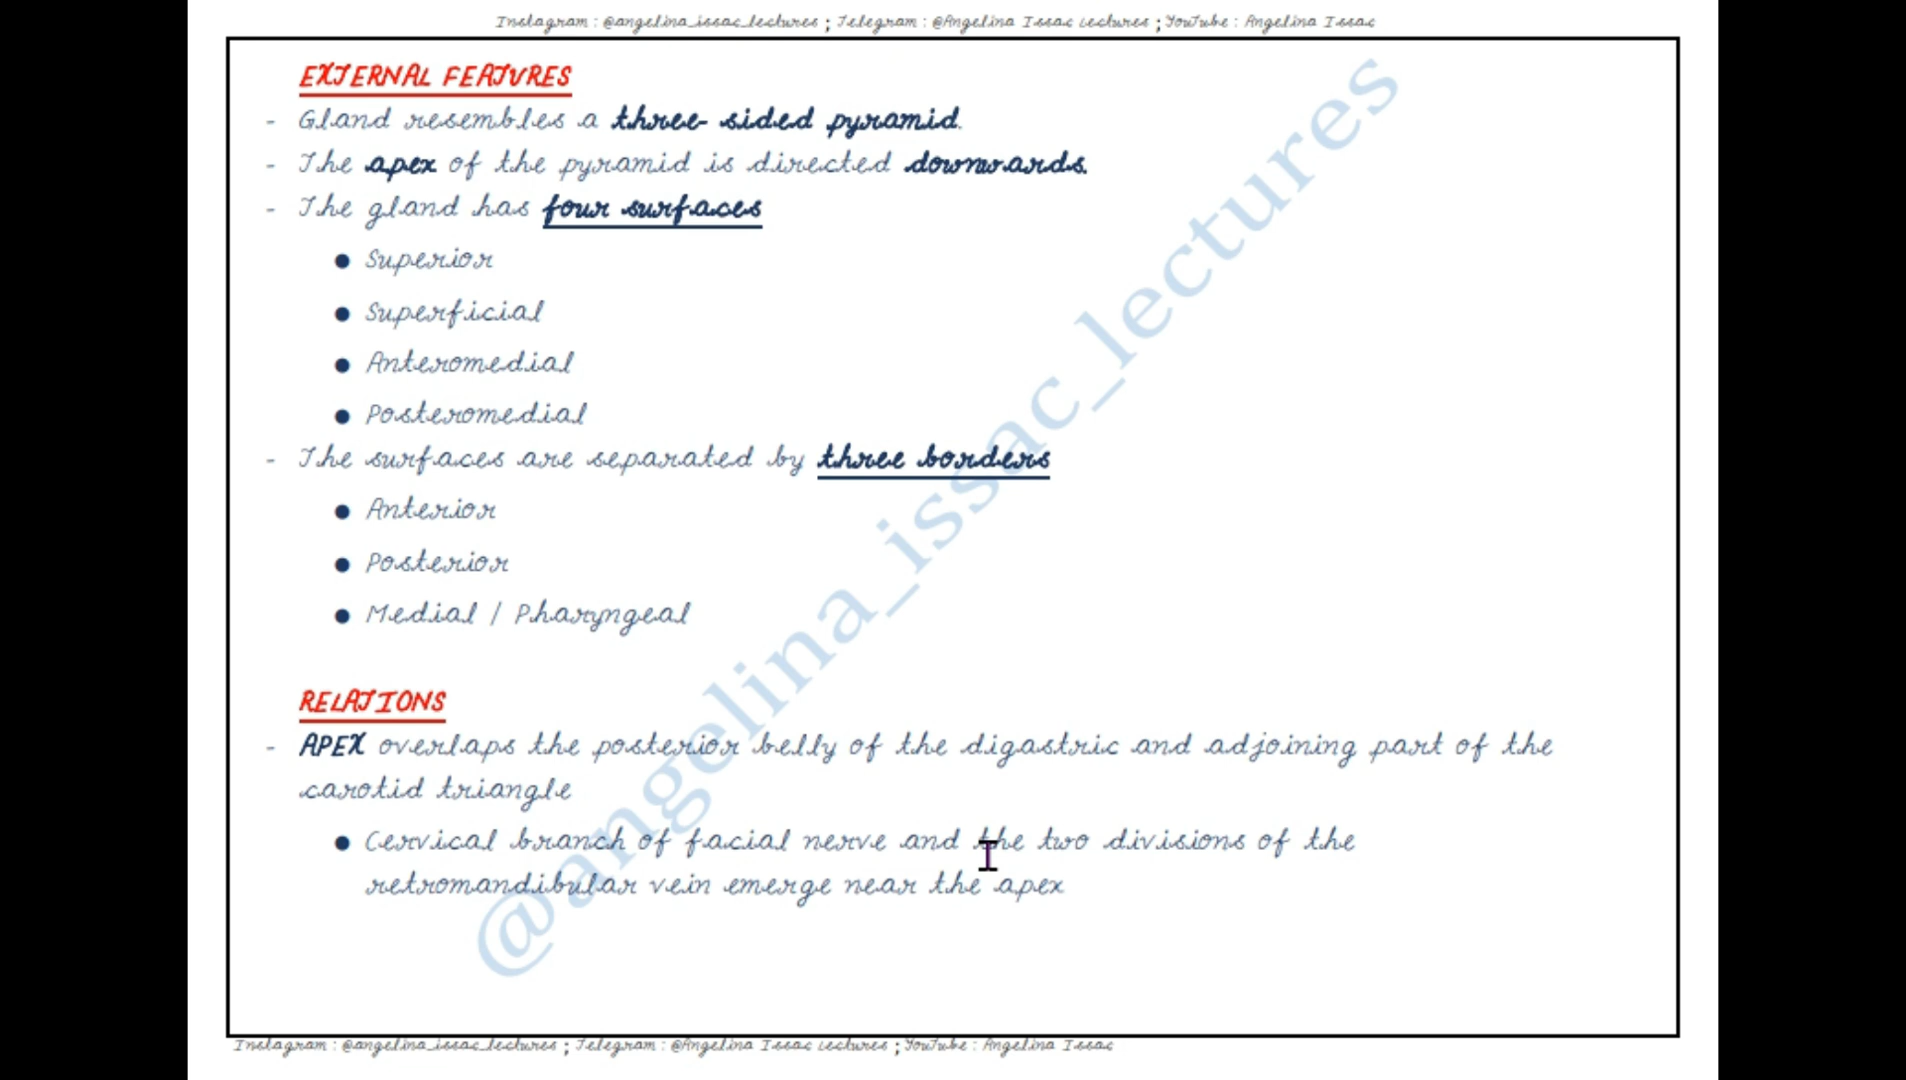 Instagram : @angelina_issac_lectures ; Telegram : @Angelina Issac Lectures ; YouTube : Angelina Issac
EXTERNAL FEATURES
- Gland resembles a three-sided pyramid.
- The apex of the pyramid is directed downwards.
- The gland has four surfaces
● Superior
● Superficial
● Anteromedial
● Posteromedial
- The surfaces are separated by three borders
● Anterior
● Posterior
● Medial / Pharyngeal
RELATIONS
- APEX overlaps the posterior belly of the digastric and adjoining part of the
carotid triangle
● Cervical branch of facial nerve and the two divisions of the
retromandibular vein emerge near the apex
@angelina_issac_lectures
Instagram : @angelina_issac_lectures ; Telegram : @Angelina Issac Lectures ; YouTube : Angelina Issac